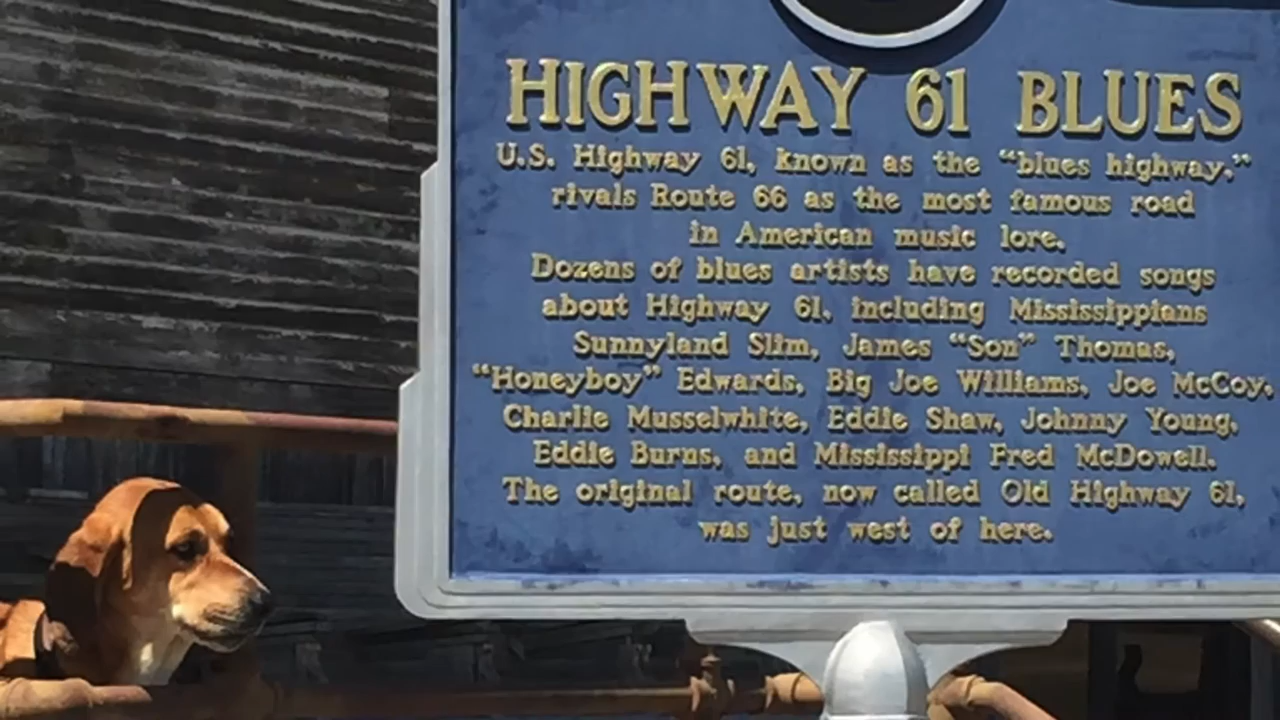 HIGHWAY 61 BLUES
U.S. Highway 61, known as the “blues highway,”
rivals Route 66 as the most famous road
in American music lore.
Dozens of blues artists have recorded songs
about Highway 61, including Mississippians
Sunnyland Slim, James “Son” Thomas,
“Honeyboy” Edwards, Big Joe Williams, Joe McCoy,
Charlie Musselwhite, Eddie Shaw, Johnny Young,
Eddie Burns, and Mississippi Fred McDowell.
The original route, now called Old Highway 61,
was just west of here.